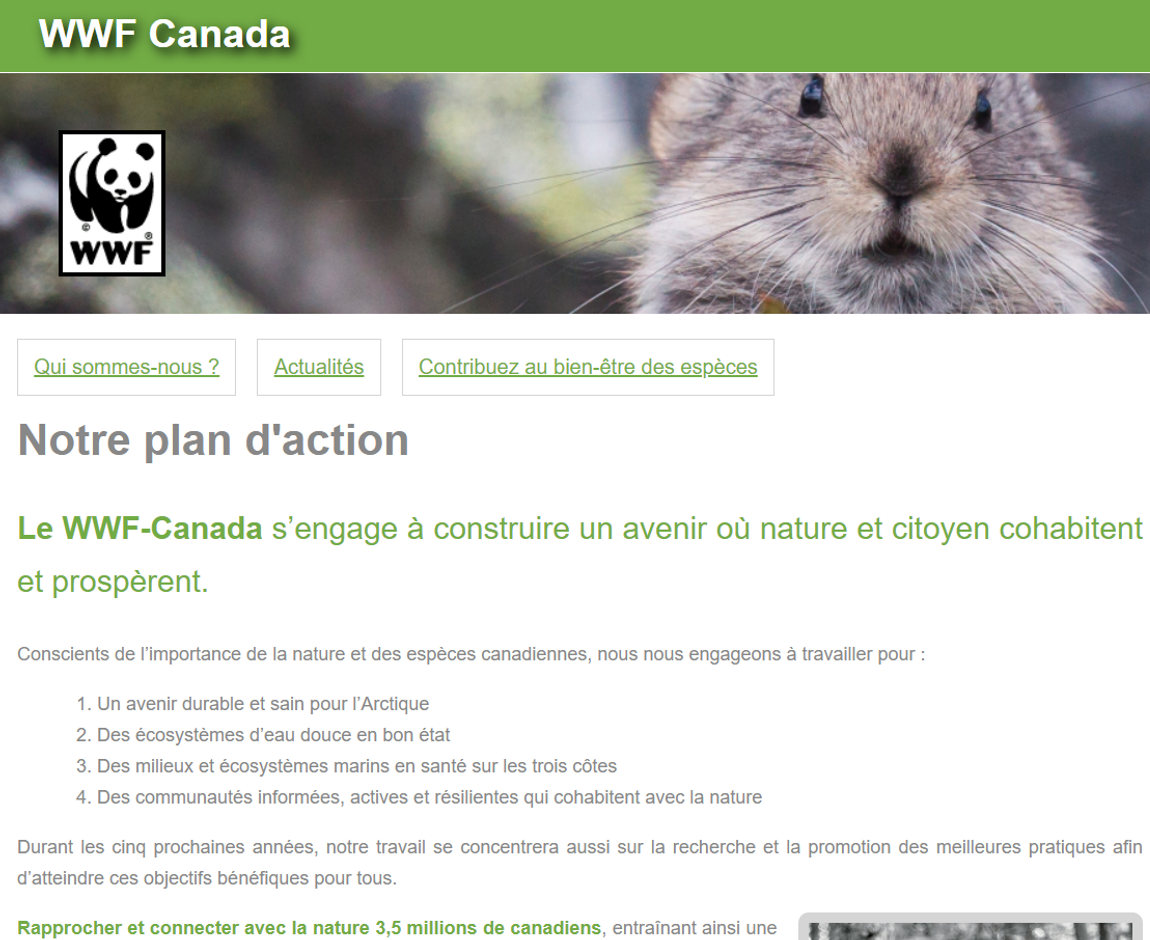 WWF Canada
©
®
WWF
Qui sommes-nous ?
Actualités
Contribuez au bien-être des espèces
Notre plan d'action
Le WWF-Canada s’engage à construire un avenir où nature et citoyen cohabitent
et prospèrent.
Conscients de l’importance de la nature et des espèces canadiennes, nous nous engageons à travailler pour :
1. Un avenir durable et sain pour l’Arctique
2. Des écosystèmes d’eau douce en bon état
3. Des milieux et écosystèmes marins en santé sur les trois côtes
4. Des communautés informées, actives et résilientes qui cohabitent avec la nature
Durant les cinq prochaines années, notre travail se concentrera aussi sur la recherche et la promotion des meilleures pratiques afin
d’atteindre ces objectifs bénéfiques pour tous.
Rapprocher et connecter avec la nature 3,5 millions de canadiens, entraînant ainsi une